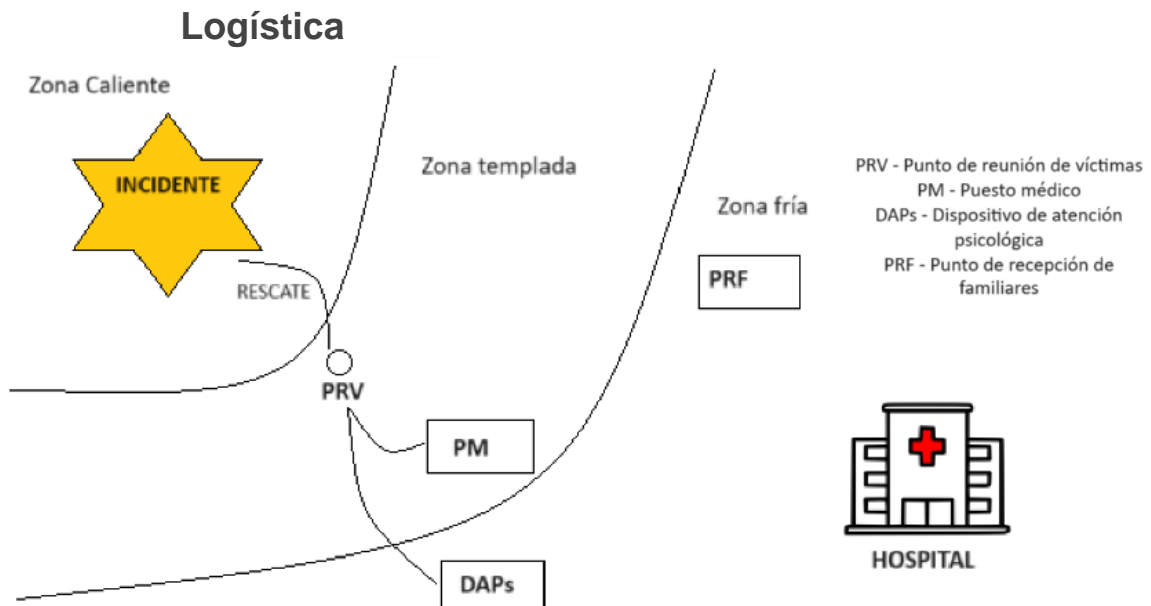 Logística
Zona Caliente
INCIDENTE
RESCATE
Zona templada
Zona fría
PRF
PRV - Punto de reunión de víctimas
PM - Puesto médico
DAPs - Dispositivo de atención
psicológica
PRF - Punto de recepción de
familiares
PRV
PM
DAPs
HOSPITAL